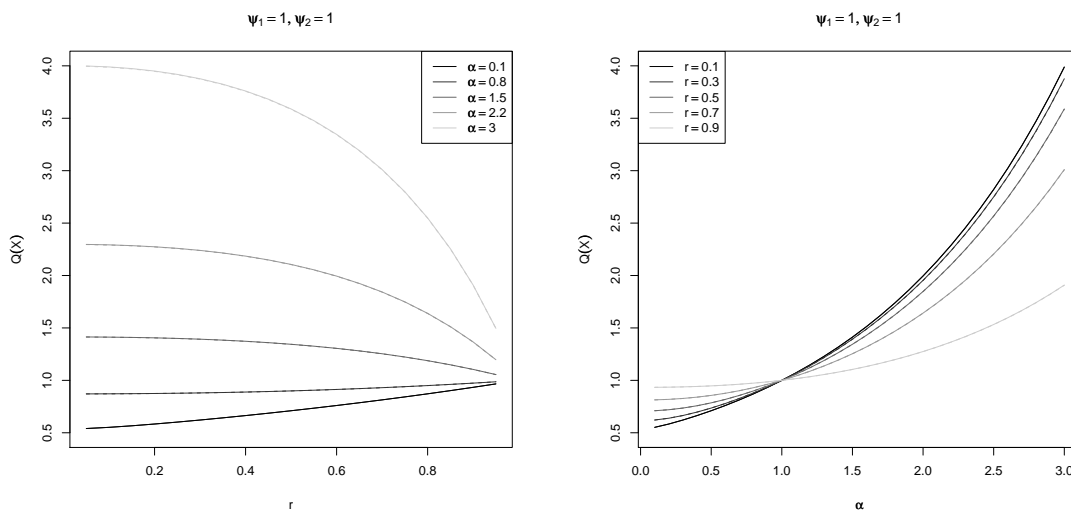 ψ1 = 1, ψ2 = 1
Q(X)
4.0
3.5
3.0
2.5
2.0
1.5
1.0
0.5
α = 0.1
α = 0.8
α = 1.5
α = 2.2
α = 3
0.2 0.4 0.6 0.8
r
ψ1 = 1, ψ2 = 1
Q(X)
4.0
3.5
3.0
2.5
2.0
1.5
1.0
0.5
r = 0.1
r = 0.3
r = 0.5
r = 0.7
r = 0.9
0.0 0.5 1.0 1.5 2.0 2.5 3.0
α